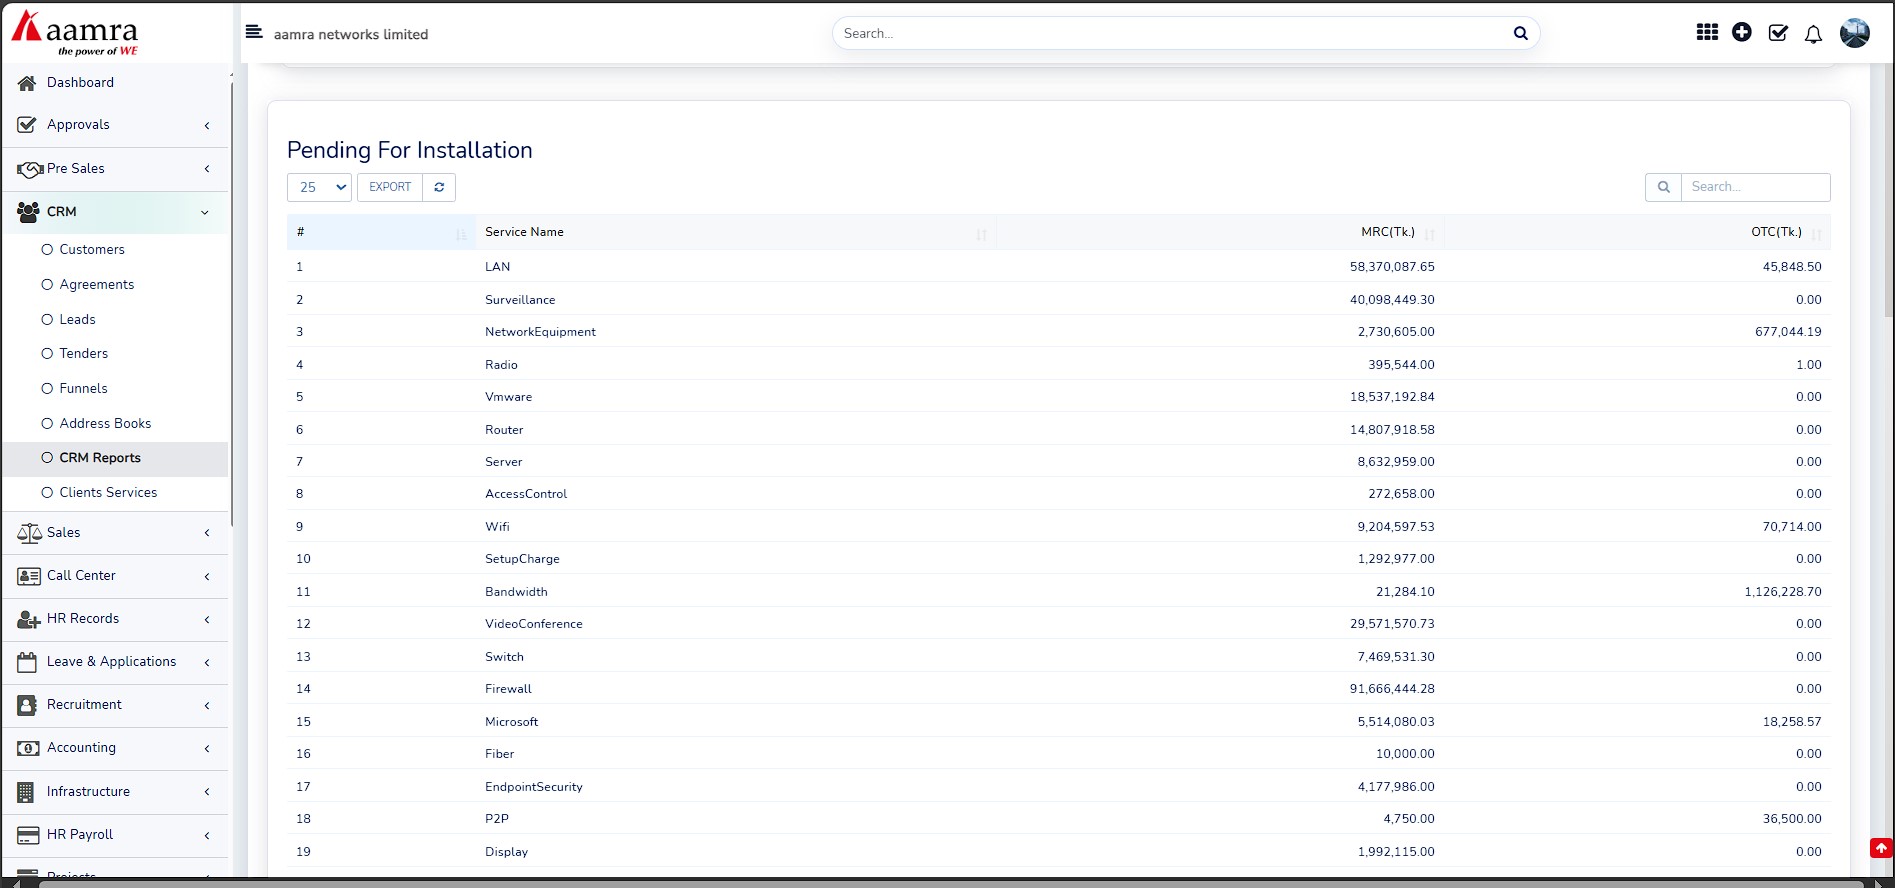 aamra
the power of WE
aamra networks limited
Search...
Dashboard
Approvals
Pre Sales
CRM
Customers
Agreements
Leads
Tenders
Funnels
Address Books
CRM Reports
Clients Services
Sales
Call Center
HR Records
Leave & Applications
Recruitment
Accounting
Infrastructure
HR Payroll
Projects
Pending For Installation
25 EXPORT Search...
# Service Name MRC(Tk.) OTC(Tk.)
1 LAN 58,370,087.65 45,848.50
2 Surveillance 40,098,449.30 0.00
3 NetworkEquipment 2,730,605.00 677,044.19
4 Radio 395,544.00 1.00
5 Vmware 18,537,192.84 0.00
6 Router 14,807,918.58 0.00
7 Server 8,632,959.00 0.00
8 AccessControl 272,658.00 0.00
9 Wifi 9,204,597.53 70,714.00
10 SetupCharge 1,292,977.00 0.00
11 Bandwidth 21,284.10 1,126,228.70
12 VideoConference 29,571,570.73 0.00
13 Switch 7,469,531.30 0.00
14 Firewall 91,666,444.28 0.00
15 Microsoft 5,514,080.03 18,258.57
16 Fiber 10,000.00 0.00
17 EndpointSecurity 4,177,986.00 0.00
18 P2P 4,750.00 36,500.00
19 Display 1,992,115.00 0.00